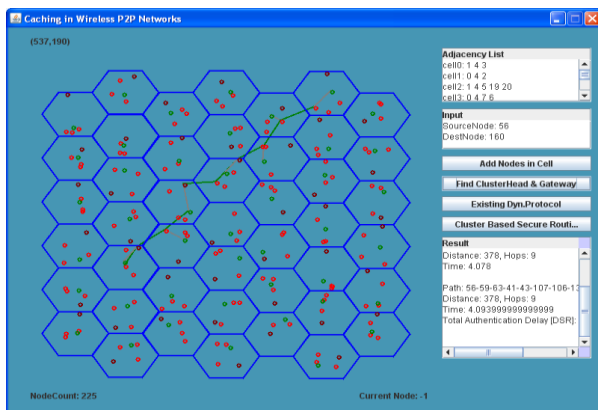 Caching in Wireless P2P Networks
(537,190)
Adjacency List
cell0: 1 4 3
cell1: 0 4 2
cell2: 1 4 5 19 20
cell3: 0 4 7 6
Input
SourceNode: 56
DestNode: 160
Add Nodes in Cell
Find ClusterHead & Gateway
Existing Dyn.Protocol
Cluster Based Secure Routi...
Result
Distance: 378, Hops: 9
Time: 4.078
Path: 56-59-63-41-43-107-106-12
Distance: 378, Hops: 9
Time: 4.093999999999999
Total Authentication Delay [DSR]:
NodeCount: 225
Current Node: -1